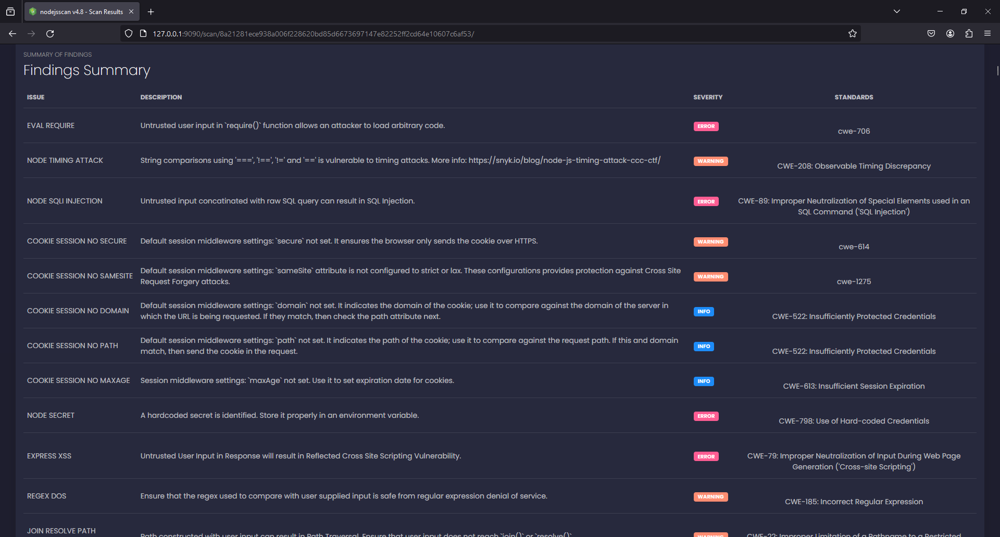 nodejsscan v4.8 - Scan Results
127.0.0.1:9090/scan/8a21281ece938a006f228620bd85d6673697147e82252ff2cd64e10607c6af53/
SUMMARY OF FINDINGS
Findings Summary
ISSUE DESCRIPTION SEVERITY STANDARDS
EVAL REQUIRE Untrusted user input in `require()` function allows an attacker to load arbitrary code. ERROR cwe-706
NODE TIMING ATTACK String comparisons using '===', '!==', '!=' and '==' is vulnerable to timing attacks. More info: https://snyk.io/blog/node-js-timing-attack-ccc-ctf/ WARNING CWE-208: Observable Timing Discrepancy
NODE SQLI INJECTION Untrusted input concatinated with raw SQL query can result in SQL Injection. ERROR CWE-89: Improper Neutralization of Special Elements used in an
SQL Command ('SQL Injection')
COOKIE SESSION NO SECURE Default session middleware settings: `secure` not set. It ensures the browser only sends the cookie over HTTPS. WARNING cwe-614
COOKIE SESSION NO SAMESITE Default session middleware settings: `sameSite` attribute is not configured to strict or lax. These configurations provides protection against Cross Site
Request Forgery attacks. WARNING cwe-1275
COOKIE SESSION NO DOMAIN Default session middleware settings: `domain` not set. It indicates the domain of the cookie; use it to compare against the domain of the server in
which the URL is being requested. If they match, then check the path attribute next. INFO CWE-522: Insufficiently Protected Credentials
COOKIE SESSION NO PATH Default session middleware settings: `path` not set. It indicates the path of the cookie; use it to compare against the request path. If this and domain
match, then send the cookie in the request. INFO CWE-522: Insufficiently Protected Credentials
COOKIE SESSION NO MAXAGE Session middleware settings: `maxAge` not set. Use it to set expiration date for cookies. INFO CWE-613: Insufficient Session Expiration
NODE SECRET A hardcoded secret is identified. Store it properly in an environment variable. ERROR CWE-798: Use of Hard-coded Credentials
EXPRESS XSS Untrusted User Input in Response will result in Reflected Cross Site Scripting Vulnerability. ERROR CWE-79: Improper Neutralization of Input During Web Page
Generation ('Cross-site Scripting')
REGEX DOS Ensure that the regex used to compare with user supplied input is safe from regular expression denial of service. WARNING CWE-185: Incorrect Regular Expression
JOIN RESOLVE PATH
Path constructed with user input can result in Path Traversal. Ensure that user input does not reach `join()` or `resolve()`. WARNING CWE-22: Improper Limitation of a Pathname to a Restricted